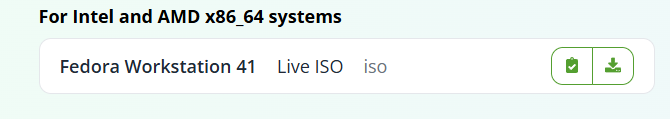 For Intel and AMD x86_64 systems
Fedora Workstation 41 Live ISO iso